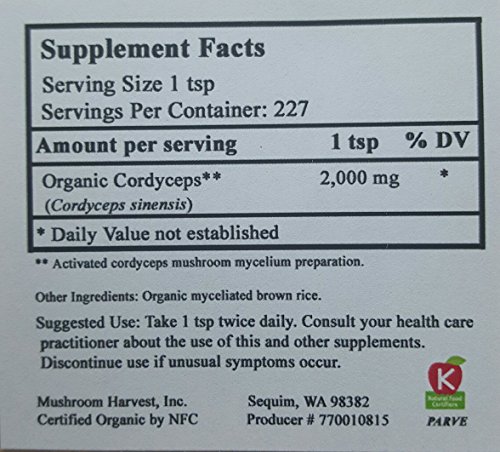 Supplement Facts
Serving Size 1 tsp
Servings Per Container: 227
Amount per serving 1 tsp % DV
Organic Cordyceps** 2,000 mg *
(Cordyceps sinensis)
* Daily Value not established
** Activated cordyceps mushroom mycelium preparation.
Other Ingredients: Organic myceliated brown rice.
Suggested Use: Take 1 tsp twice daily. Consult your health care
practitioner about the use of this and other supplements.
Discontinue use if unusual symptoms occur.
Mushroom Harvest, Inc. Sequim, WA 98382
Certified Organic by NFC Producer # 770010815
K
Natural Food
Certifiers
PARVE